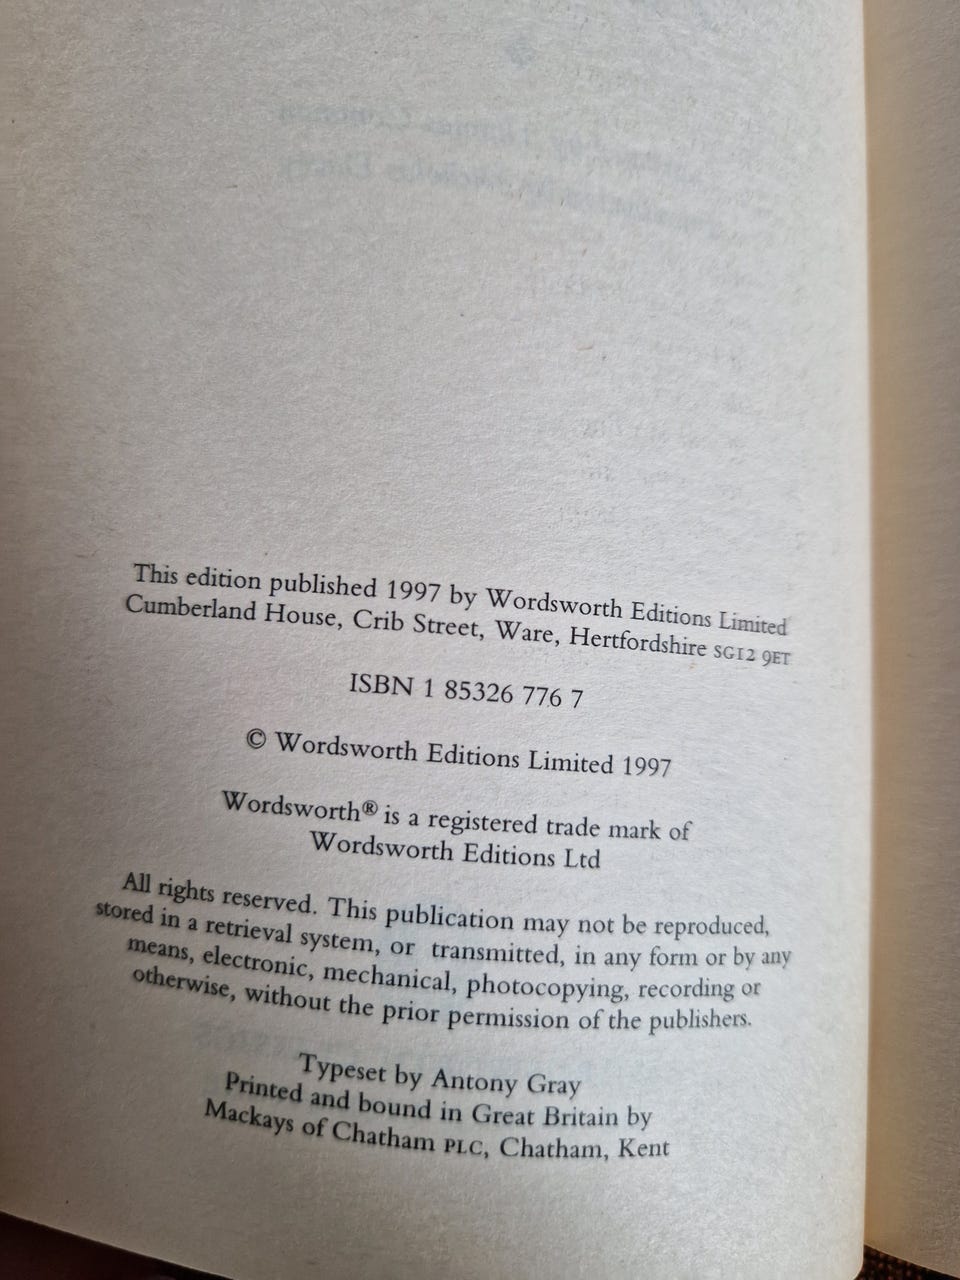 This edition published 1997 by Wordsworth Editions Limited
Cumberland House, Crib Street, Ware, Hertfordshire SG12 9ET
ISBN 1 85326 776 7
© Wordsworth Editions Limited 1997
Wordsworth® is a registered trade mark of
Wordsworth Editions Ltd
All rights reserved. This publication may not be reproduced,
stored in a retrieval system, or transmitted, in any form or by any
means, electronic, mechanical, photocopying, recording or
otherwise, without the prior permission of the publishers.
Typeset by Antony Gray
Printed and bound in Great Britain by
Mackays of Chatham PLC, Chatham, Kent